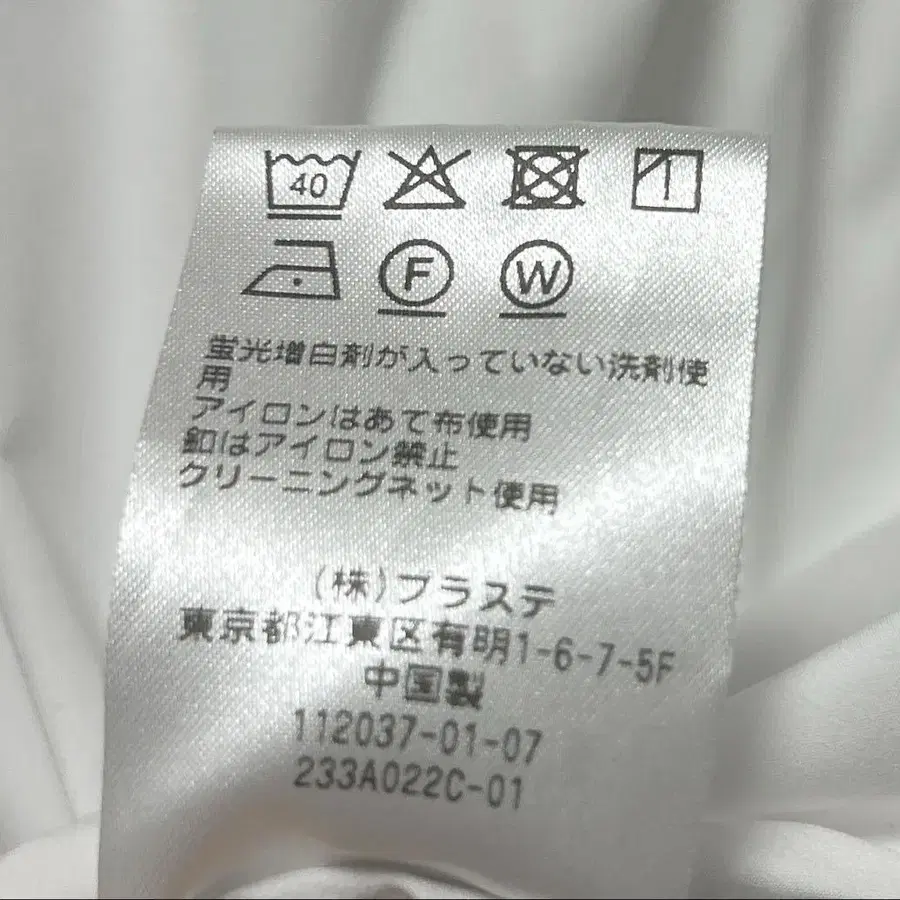 40
F W
蛍光増白剤が入っていない洗剤使
用
アイロンはあて布使用
釦はアイロン禁止
クリーニングネット使用
(株)プラステ
東京都江東区有明1-6-7-5F
中国製
112037-01-07
233A022C-01